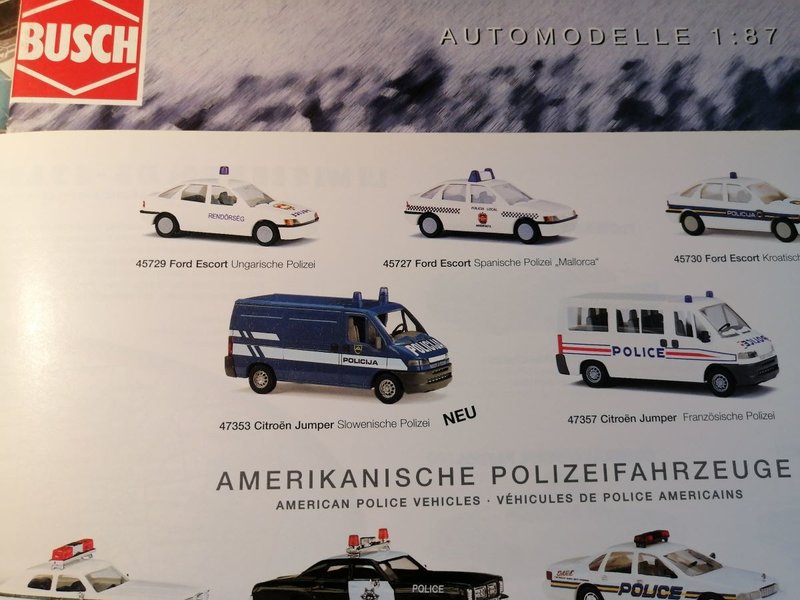 BUSCH
AUTOMODELLE 1:87
RENDŐRSÉG
POLICIA LOCAL
POLICIJA
45729 Ford Escort Ungarische Polizei
45727 Ford Escort Spanische Polizei „Mallorca“
45730 Ford Escort Kroatisch
POLICIJA
POLICIJA
POLICE
POLICE
47353 Citroën Jumper Slowenische Polizei
NEU
47357 Citroën Jumper Französische Polizei
AMERIKANISCHE POLIZEIFAHRZEUGE
AMERICAN POLICE VEHICLES · VÉHICULES DE POLICE AMERICAINS
POLICE
POLICE